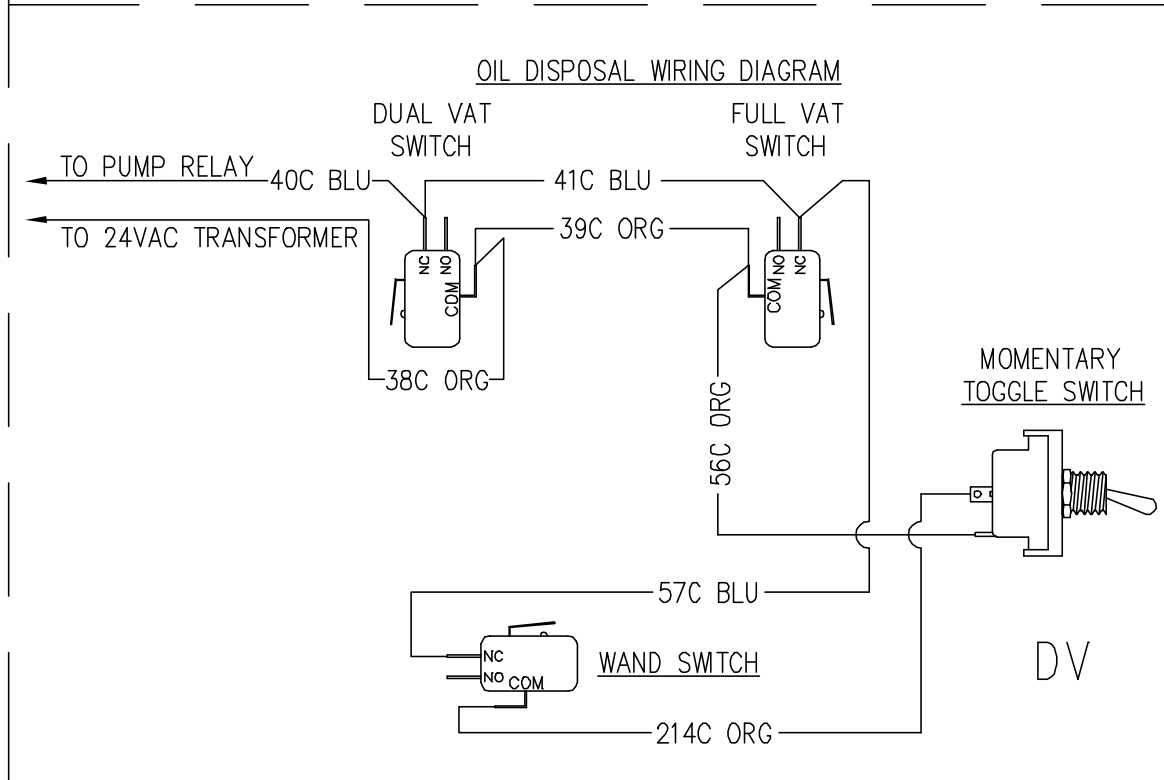 OIL DISPOSAL WIRING DIAGRAM
DUAL VAT
SWITCH
FULL VAT
SWITCH
TO PUMP RELAY
40C BLU
41C BLU
39C ORG
TO 24VAC TRANSFORMER
NC
NO
COM
NO
NC
COM
38C ORG
56C ORG
MOMENTARY
TOGGLE SWITCH
57C BLU
NC
NO
COM
WAND SWITCH
DV
214C ORG